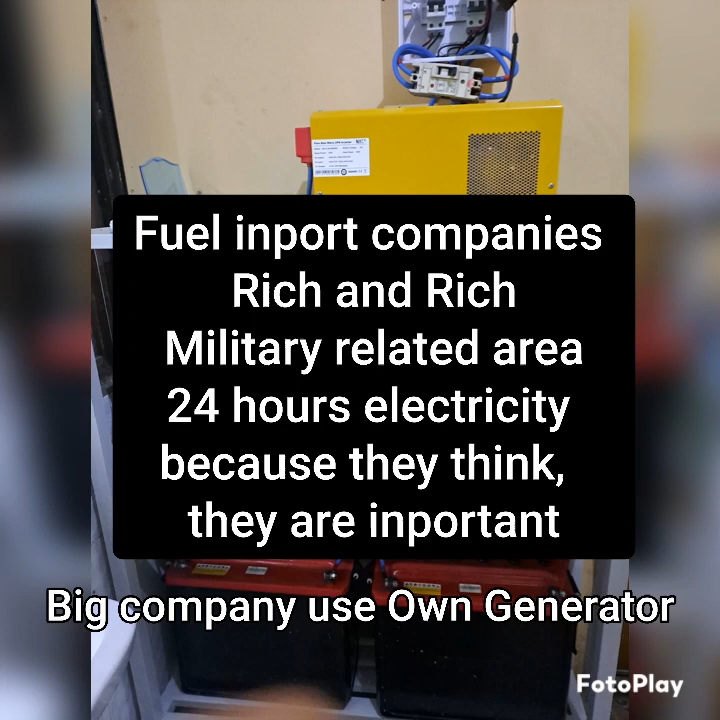 Fuel inport companies
Rich and Rich
Military related area
24 hours electricity
because they think,
they are inportant
Big company use Own Generator
FotoPlay